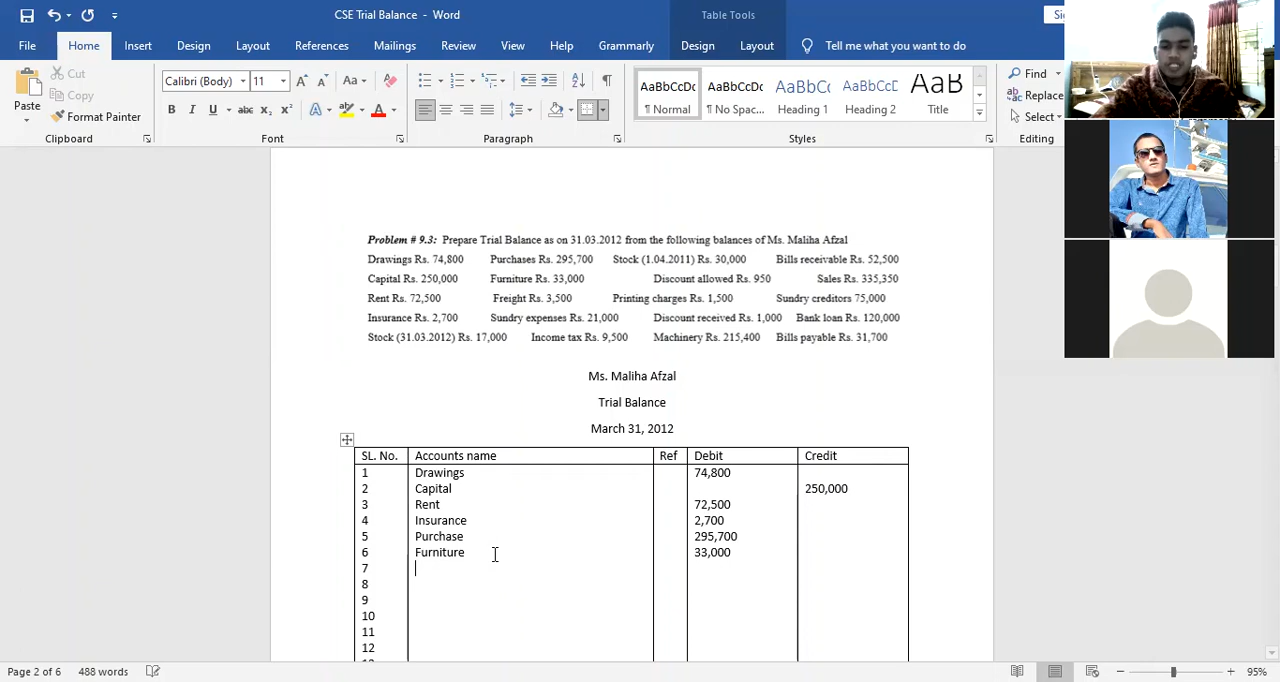 CSE Trial Balance - Word
Table Tools
File Home Insert Design Layout References Mailings Review View Help Grammarly Design Layout Tell me what you want to do
Paste
Cut
Copy
Format Painter
Clipboard
Calibri (Body) 11
B I U abc x₂ x²
Font
Paragraph
AaBbCcDc AaBbCcDc AaBbCc AaBbCcD AaB
¶ Normal ¶ No Spac... Heading 1 Heading 2 Title
Styles
Find
Replace
Select
Editing
Problem # 9.3: Prepare Trial Balance as on 31.03.2012 from the following balances of Ms. Maliha Afzal
Drawings Rs. 74,800 Purchases Rs. 295,700 Stock (1.04.2011) Rs. 30,000 Bills receivable Rs. 52,500
Capital Rs. 250,000 Furniture Rs. 33,000 Discount allowed Rs. 950 Sales Rs. 335,350
Rent Rs. 72,500 Freight Rs. 3,500 Printing charges Rs. 1,500 Sundry creditors 75,000
Insurance Rs. 2,700 Sundry expenses Rs. 21,000 Discount received Rs. 1,000 Bank loan Rs. 120,000
Stock (31.03.2012) Rs. 17,000 Income tax Rs. 9,500 Machinery Rs. 215,400 Bills payable Rs. 31,700
Ms. Maliha Afzal
Trial Balance
March 31, 2012
SL. No. Accounts name Ref Debit Credit
1 Drawings 74,800
2 Capital 250,000
3 Rent 72,500
4 Insurance 2,700
5 Purchase 295,700
6 Furniture 33,000
7
8
9
10
11
12
Page 2 of 6 488 words 95%